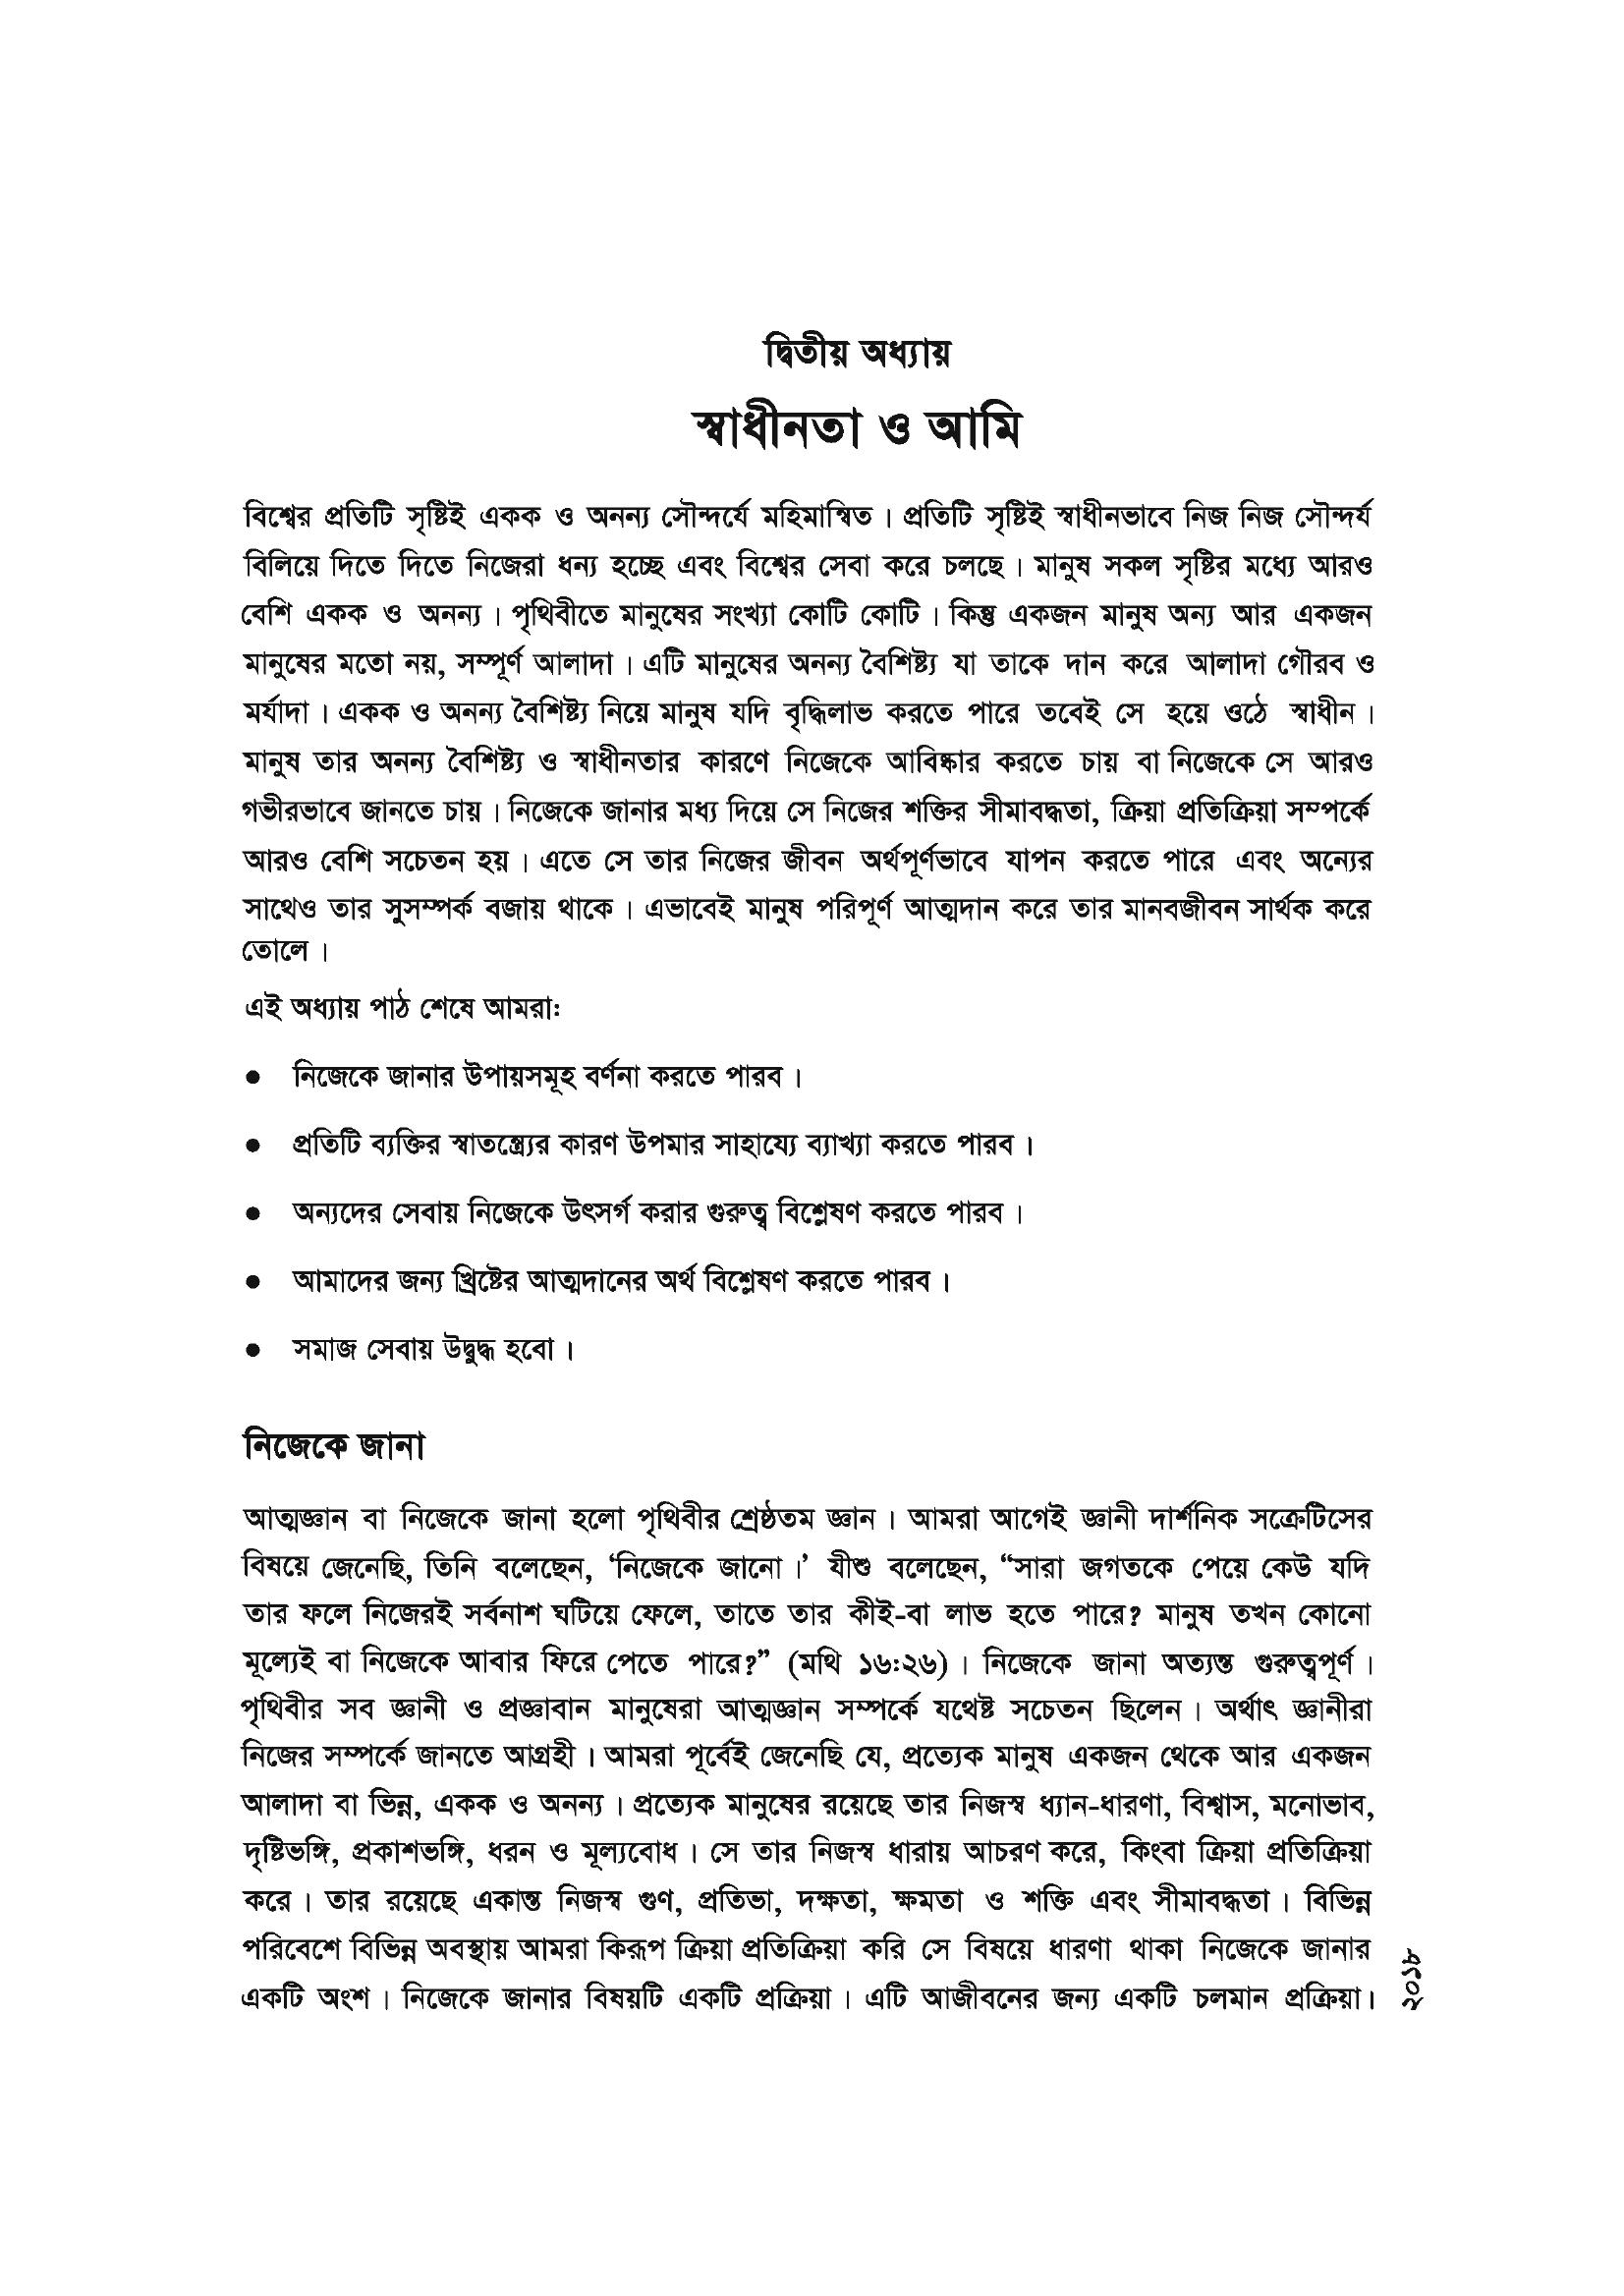 দ্বিতীয় অধ্যায়
স্বাধীনতা ও আমি
বিশ্বের প্রতিটি সৃষ্টিই একক ও অনন্য সৌন্দর্যে মহিমান্বিত। প্রতিটি সৃষ্টিই স্বাধীনভাবে নিজ নিজ সৌন্দর্য
বিলিয়ে দিতে দিতে নিজেরা ধন্য হচ্ছে এবং বিশ্বের সেবা করে চলছে। মানুষ সকল সৃষ্টির মধ্যে আরও
বেশি একক ও অনন্য। পৃথিবীতে মানুষের সংখ্যা কোটি কোটি। কিন্তু একজন মানুষ অন্য আর একজন
মানুষের মতো নয়, সম্পূর্ণ আলাদা। এটি মানুষের অনন্য বৈশিষ্ট্য যা তাকে দান করে আলাদা গৌরব ও
মর্যাদা। একক ও অনন্য বৈশিষ্ট্য নিয়ে মানুষ যদি বৃদ্ধিলাভ করতে পারে তবেই সে হয়ে ওঠে স্বাধীন।
মানুষ তার অনন্য বৈশিষ্ট্য ও স্বাধীনতার কারণে নিজেকে আবিষ্কার করতে চায় বা নিজেকে সে আরও
গভীরভাবে জানতে চায়। নিজেকে জানার মধ্য দিয়ে সে নিজের শক্তির সীমাবদ্ধতা, ক্রিয়া প্রতিক্রিয়া সম্পর্কে
আরও বেশি সচেতন হয়। এতে সে তার নিজের জীবন অর্থপূর্ণভাবে যাপন করতে পারে এবং অন্যের
সাথেও তার সুসম্পর্ক বজায় থাকে। এভাবেই মানুষ পরিপূর্ণ আত্মদান করে তার মানবজীবন সার্থক করে
তোলে।
এই অধ্যায় পাঠ শেষে আমরা:
● নিজেকে জানার উপায়সমূহ বর্ণনা করতে পারব।
● প্রতিটি ব্যক্তির স্বাতন্ত্র্যের কারণ উপমার সাহায্যে ব্যাখ্যা করতে পারব।
● অন্যদের সেবায় নিজেকে উৎসর্গ করার গুরুত্ব বিশ্লেষণ করতে পারব।
● আমাদের জন্য খ্রিষ্টের আত্মদানের অর্থ বিশ্লেষণ করতে পারব।
● সমাজ সেবায় উদ্বুদ্ধ হবো।
নিজেকে জানা
আত্মজ্ঞান বা নিজেকে জানা হলো পৃথিবীর শ্রেষ্ঠতম জ্ঞান। আমরা আগেই জ্ঞানী দার্শনিক সক্রেটিসের
বিষয়ে জেনেছি, তিনি বলেছেন, ‘নিজেকে জানো।’ যীশু বলেছেন, “সারা জগতকে পেয়ে কেউ যদি
তার ফলে নিজেরই সর্বনাশ ঘটিয়ে ফেলে, তাতে তার কীই-বা লাভ হতে পারে? মানুষ তখন কোনো
মূল্যেই বা নিজেকে আবার ফিরে পেতে পারে?” (মথি ১৬:২৬)। নিজেকে জানা অত্যন্ত গুরুত্বপূর্ণ।
পৃথিবীর সব জ্ঞানী ও প্রজ্ঞাবান মানুষেরা আত্মজ্ঞান সম্পর্কে যথেষ্ট সচেতন ছিলেন। অর্থাৎ জ্ঞানীরা
নিজের সম্পর্কে জানতে আগ্রহী। আমরা পূর্বেই জেনেছি যে, প্রত্যেক মানুষ একজন থেকে আর একজন
আলাদা বা ভিন্ন, একক ও অনন্য। প্রত্যেক মানুষের রয়েছে তার নিজস্ব ধ্যান-ধারণা, বিশ্বাস, মনোভাব,
দৃষ্টিভঙ্গি, প্রকাশভঙ্গি, ধরন ও মূল্যবোধ। সে তার নিজস্ব ধারায় আচরণ করে, কিংবা ক্রিয়া প্রতিক্রিয়া
করে। তার রয়েছে একান্ত নিজস্ব গুণ, প্রতিভা, দক্ষতা, ক্ষমতা ও শক্তি এবং সীমাবদ্ধতা। বিভিন্ন
পরিবেশে বিভিন্ন অবস্থায় আমরা কিরূপ ক্রিয়া প্রতিক্রিয়া করি সে বিষয়ে ধারণা থাকা নিজেকে জানার
একটি অংশ। নিজেকে জানার বিষয়টি একটি প্রক্রিয়া। এটি আজীবনের জন্য একটি চলমান প্রক্রিয়া।
২০১৮